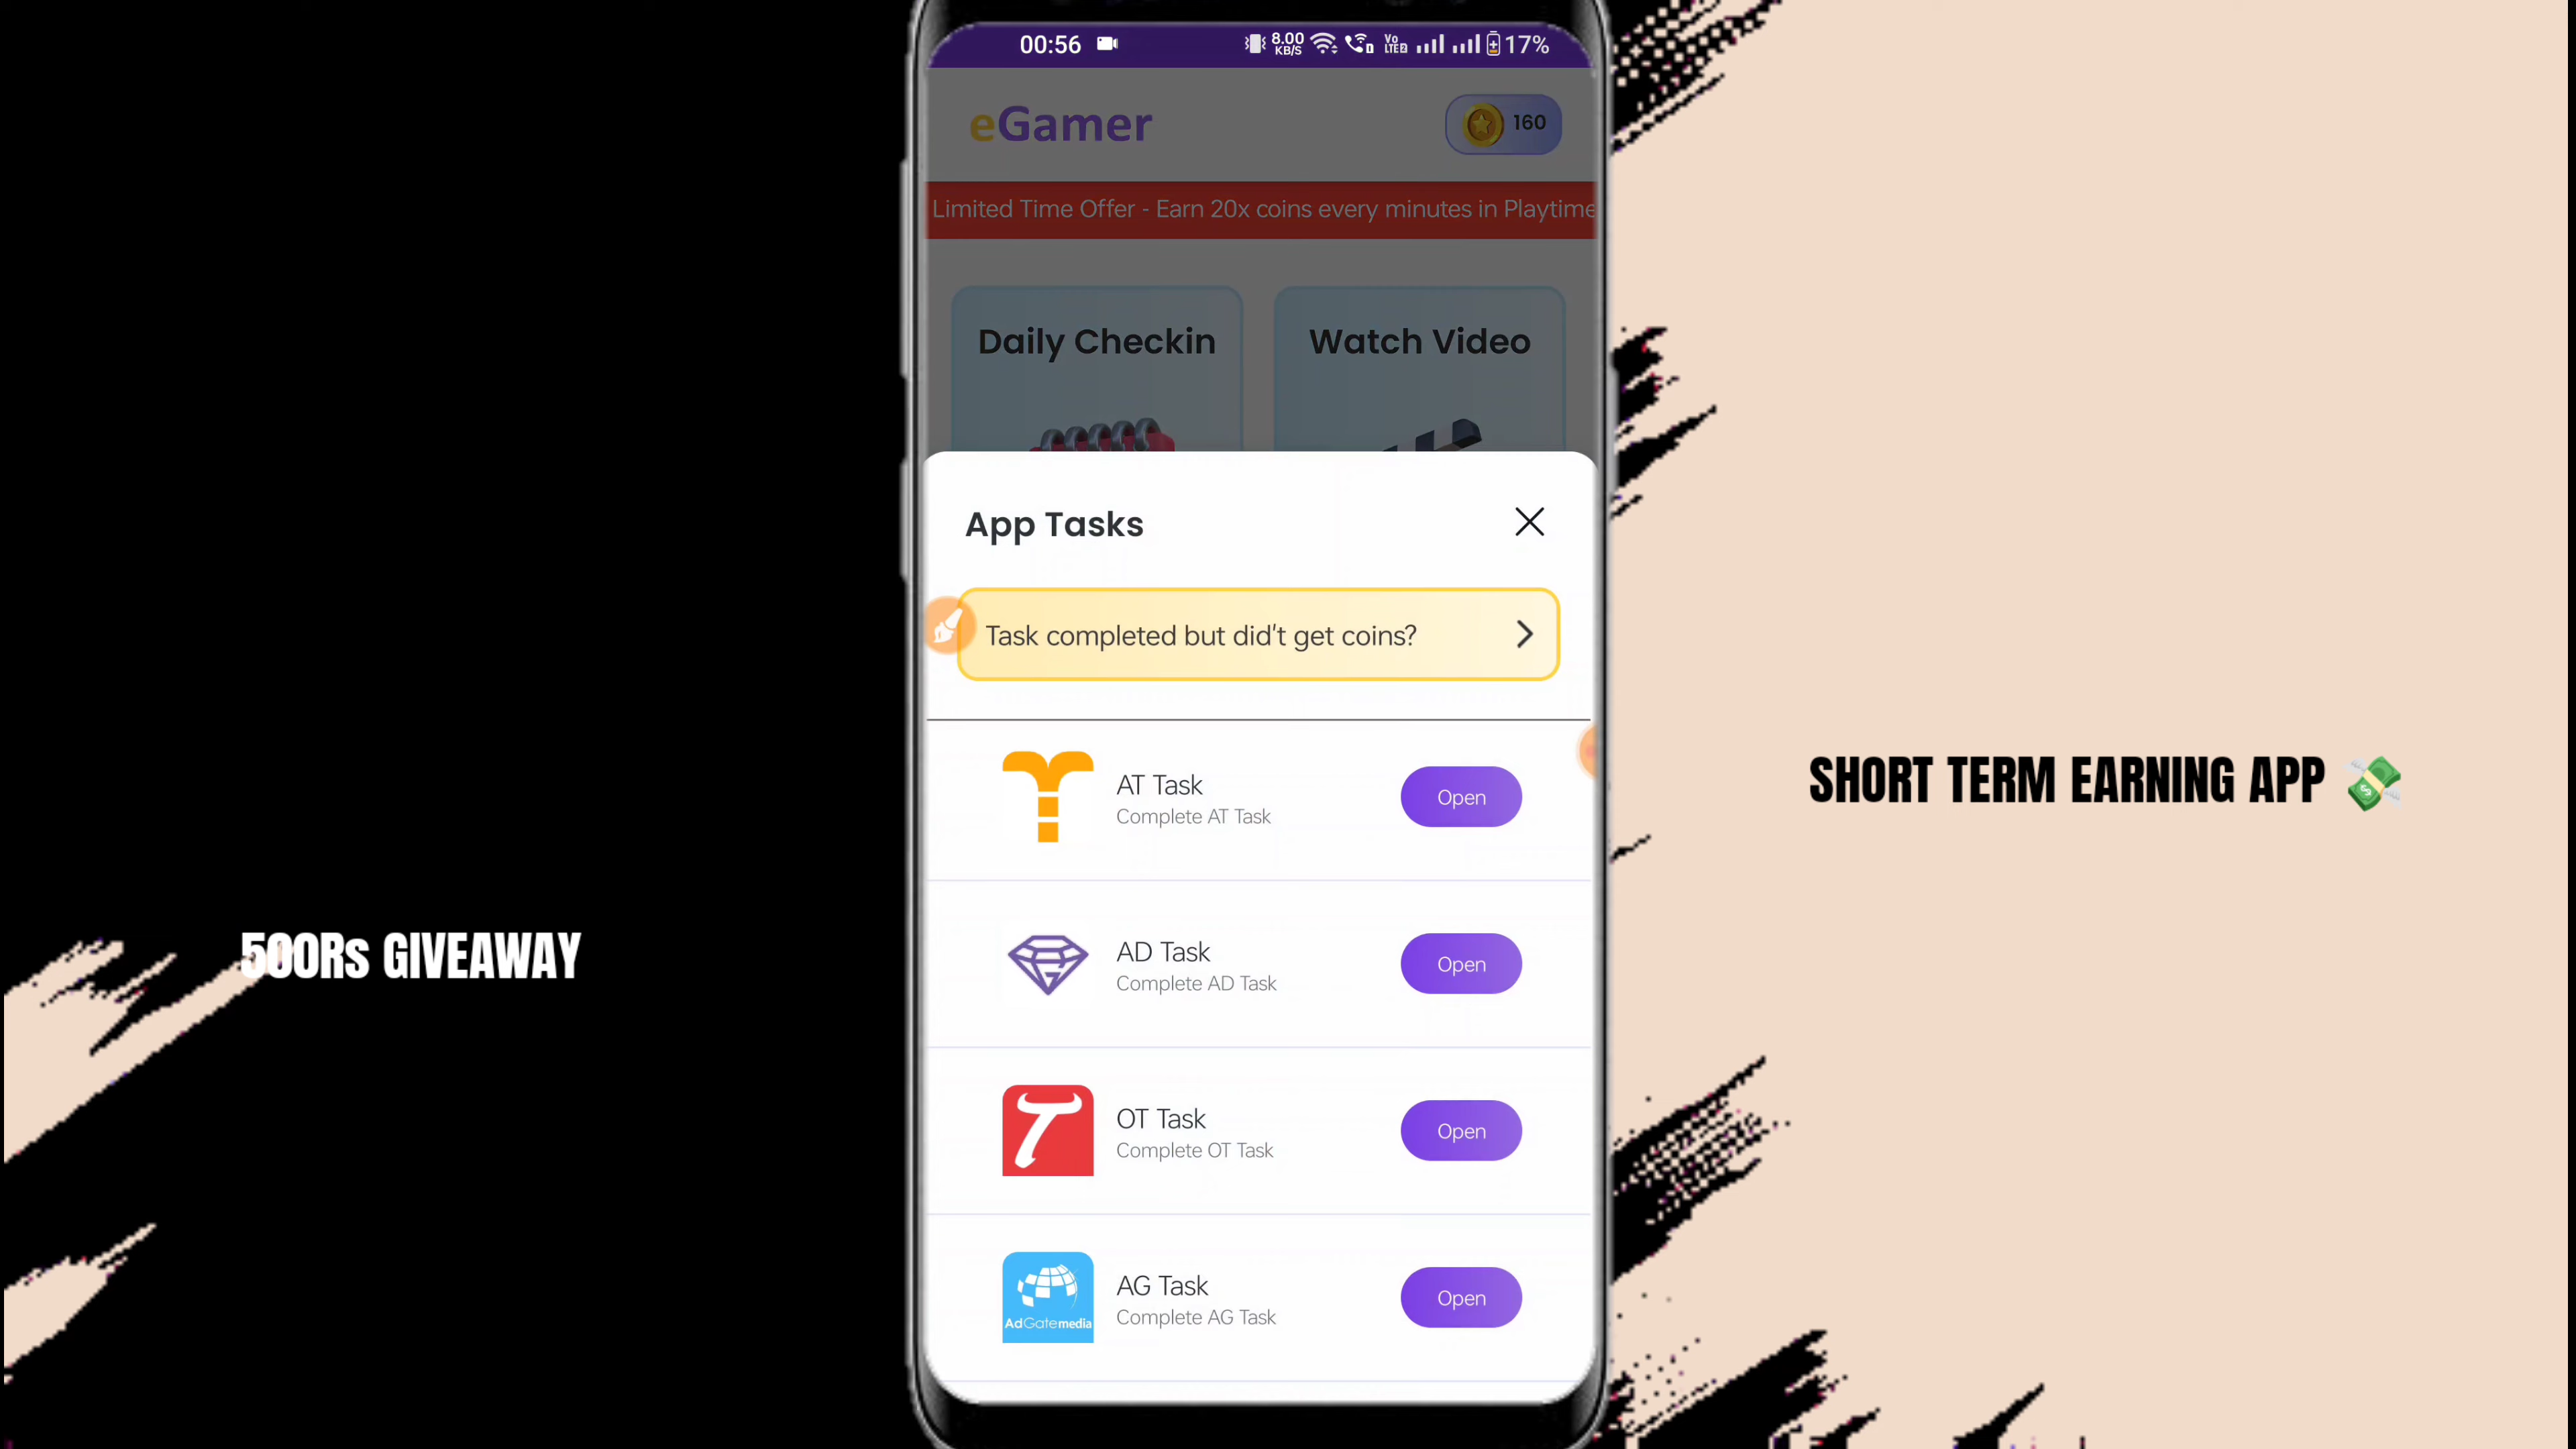 00:56
8.00
KB/S
Vo
LTE2
17%
eGamer
160
Limited Time Offer - Earn 20x coins every minutes in Playtime
Daily Checkin
Watch Video
App Tasks
Task completed but did't get coins?
AT Task
Complete AT Task
Open
AD Task
Complete AD Task
Open
OT Task
Complete OT Task
Open
AdGatemedia
AG Task
Complete AG Task
Open
500Rs GIVEAWAY
SHORT TERM EARNING APP 💸